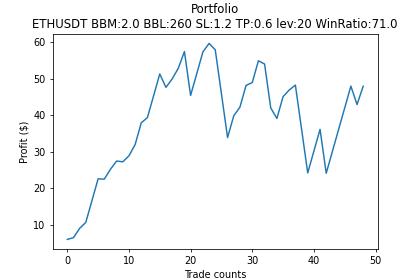 Portfolio
ETHUSDT BBM:2.0 BBL:260 SL:1.2 TP:0.6 lev:20 WinRatio:71.0
60
50
40
30
20
10
Profit ($)
0 10 20 30 40 50
Trade counts